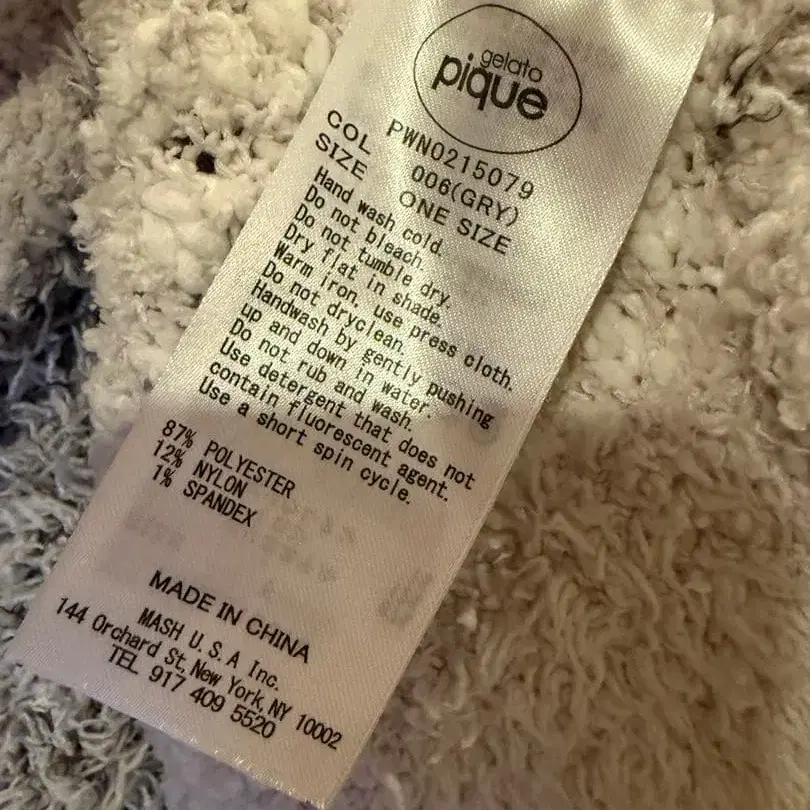 gelato
pique
PWN0215079
COL 006(GRY)
SIZE ONE SIZE
Hand wash cold.
Do not bleach.
Do not tumble dry.
Dry flat in shade.
Warm iron, use press cloth.
Do not dryclean.
Handwash by gently pushing
up and down in water.
Do not rub and wash.
Use detergent that does not
contain fluorescent agent.
Use a short spin cycle.
87% POLYESTER
12% NYLON
1% SPANDEX
MADE IN CHINA
MASH U.S.A Inc.
144 Orchard St, New York, NY 10002
TEL 917 409 5520